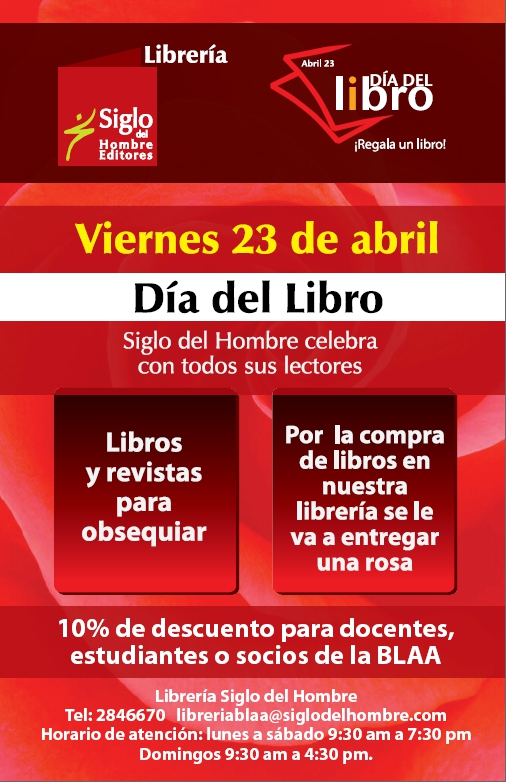 Librería
Siglo
del
Hombre
Editores
Abril 23
DÍA DEL
libro
¡Regala un libro!
Viernes 23 de abril
Día del Libro
Siglo del Hombre celebra
con todos sus lectores
Libros
y revistas
para
obsequiar
Por la compra
de libros en
nuestra
librería se le
va a entregar
una rosa
10% de descuento para docentes,
estudiantes o socios de la BLAA
Librería Siglo del Hombre
Tel: 2846670 libreriablaa@siglodelhombre.com
Horario de atención: lunes a sábado 9:30 am a 7:30 pm
Domingos 9:30 am a 4:30 pm.